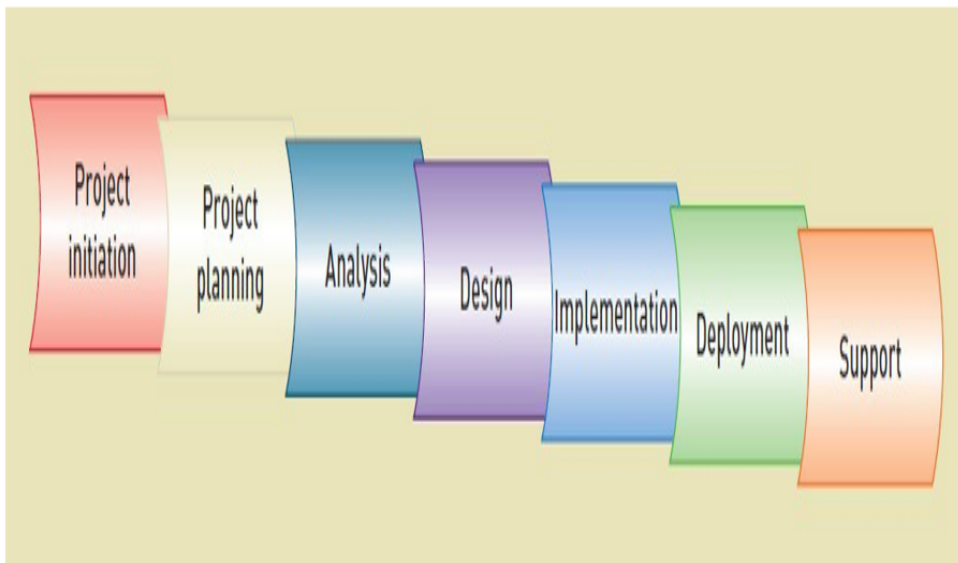 Project
initiation
Project
planning
Analysis
Design
Implementation
Deployment
Support